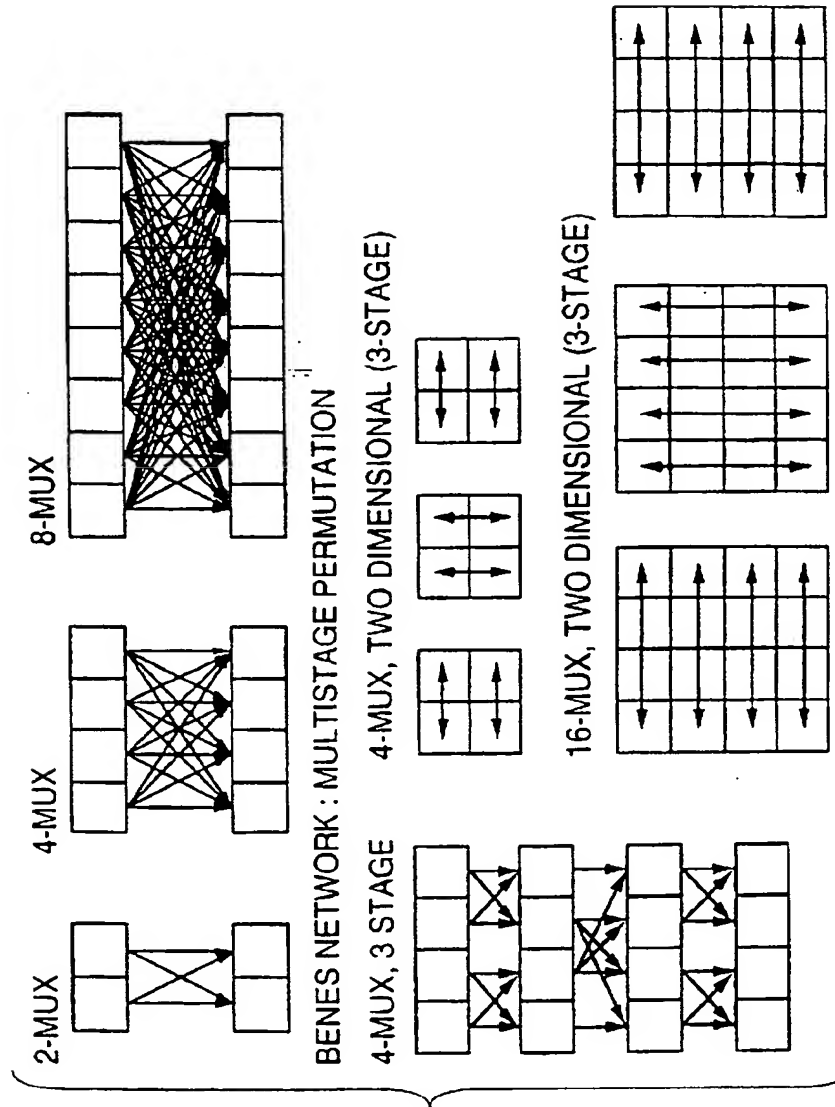 2-MUX
4-MUX
8-MUX
BENES NETWORK : MULTISTAGE PERMUTATION
4-MUX, 3 STAGE
4-MUX, TWO DIMENSIONAL (3-STAGE)
16-MUX, TWO DIMENSIONAL (3-STAGE)